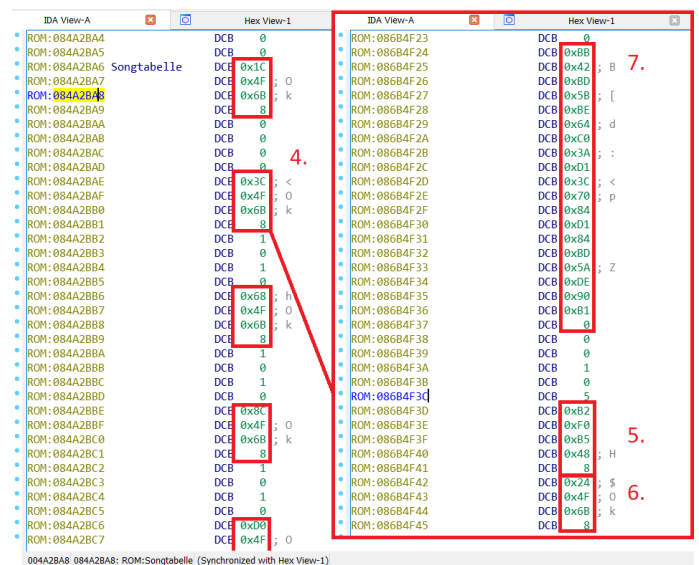 IDA View-A Hex View-1
ROM:084A2BA4 DCB 0
ROM:084A2BA5 DCB 0
ROM:084A2BA6 Songtabelle DCB 0x1C
ROM:084A2BA7 DCB 0x4F ; O
ROM:084A2BA8 DCB 0x6B ; k
ROM:084A2BA9 DCB 8
ROM:084A2BAA DCB 0
ROM:084A2BAB DCB 0
ROM:084A2BAC DCB 0
ROM:084A2BAD DCB 0
4.
ROM:084A2BAE DCB 0x3C ; <
ROM:084A2BAF DCB 0x4F ; O
ROM:084A2BB0 DCB 0x6B ; k
ROM:084A2BB1 DCB 8
ROM:084A2BB2 DCB 1
ROM:084A2BB3 DCB 0
ROM:084A2BB4 DCB 1
ROM:084A2BB5 DCB 0
ROM:084A2BB6 DCB 0x68 ; h
ROM:084A2BB7 DCB 0x4F ; O
ROM:084A2BB8 DCB 0x6B ; k
ROM:084A2BB9 DCB 8
ROM:084A2BBA DCB 1
ROM:084A2BBB DCB 0
ROM:084A2BBC DCB 1
ROM:084A2BBD DCB 0
ROM:084A2BBE DCB 0x8C
ROM:084A2BBF DCB 0x4F ; O
ROM:084A2BC0 DCB 0x6B ; k
ROM:084A2BC1 DCB 8
ROM:084A2BC2 DCB 1
ROM:084A2BC3 DCB 0
ROM:084A2BC4 DCB 1
ROM:084A2BC5 DCB 0
ROM:084A2BC6 DCB 0xD0
ROM:084A2BC7 DCB 0x4F ; O
004A2BA8 084A2BA8: ROM:Songtabelle (Synchronized with Hex View-1)
IDA View-A Hex View-1
ROM:086B4F23 DCB 0
ROM:086B4F24 DCB 0xBB
ROM:086B4F25 DCB 0x42 ; B
7.
ROM:086B4F26 DCB 0xBD
ROM:086B4F27 DCB 0x5B ; [
ROM:086B4F28 DCB 0xBE
ROM:086B4F29 DCB 0x64 ; d
ROM:086B4F2A DCB 0xC0
ROM:086B4F2B DCB 0x3A ; :
ROM:086B4F2C DCB 0xD1
ROM:086B4F2D DCB 0x3C ; <
ROM:086B4F2E DCB 0x70 ; p
ROM:086B4F2F DCB 0x84
ROM:086B4F30 DCB 0xD1
ROM:086B4F31 DCB 0x84
ROM:086B4F32 DCB 0xBD
ROM:086B4F33 DCB 0x5A ; Z
ROM:086B4F34 DCB 0xDE
ROM:086B4F35 DCB 0x90
ROM:086B4F36 DCB 0xB1
ROM:086B4F37 DCB 0
ROM:086B4F38 DCB 0
ROM:086B4F39 DCB 0
ROM:086B4F3A DCB 1
ROM:086B4F3B DCB 0
ROM:086B4F3C DCB 5
ROM:086B4F3D DCB 0xB2
ROM:086B4F3E DCB 0xF0
ROM:086B4F3F DCB 0xB5
5.
ROM:086B4F40 DCB 0x48 ; H
ROM:086B4F41 DCB 8
ROM:086B4F42 DCB 0x24 ; $
ROM:086B4F43 DCB 0x4F ; O
6.
ROM:086B4F44 DCB 0x6B ; k
ROM:086B4F45 DCB 8